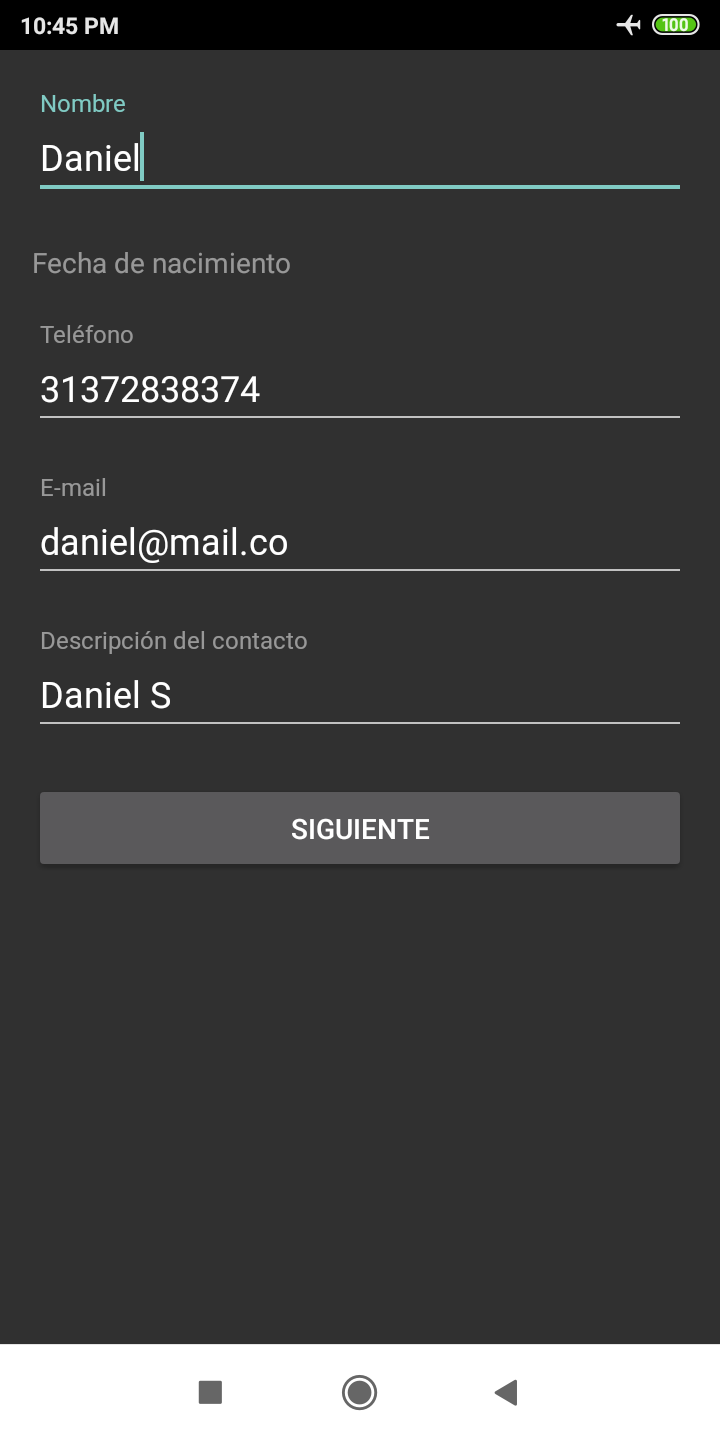 10:45 PM
100
Nombre
Daniel
Fecha de nacimiento
Teléfono
31372838374
E-mail
daniel@mail.co
Descripción del contacto
Daniel S
SIGUIENTE